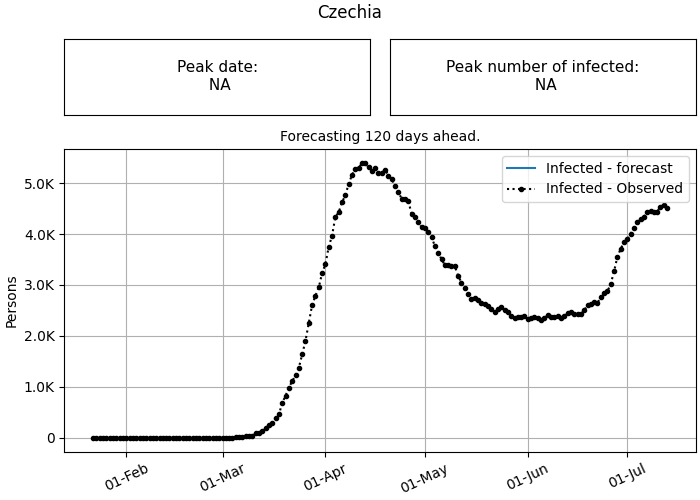 Czechia
Peak date:
NA
Peak number of infected:
NA
Forecasting 120 days ahead.
Infected - forecast
Infected - Observed
Persons
5.0K
4.0K
3.0K
2.0K
1.0K
0
01-Feb
01-Mar
01-Apr
01-May
01-Jun
01-Jul